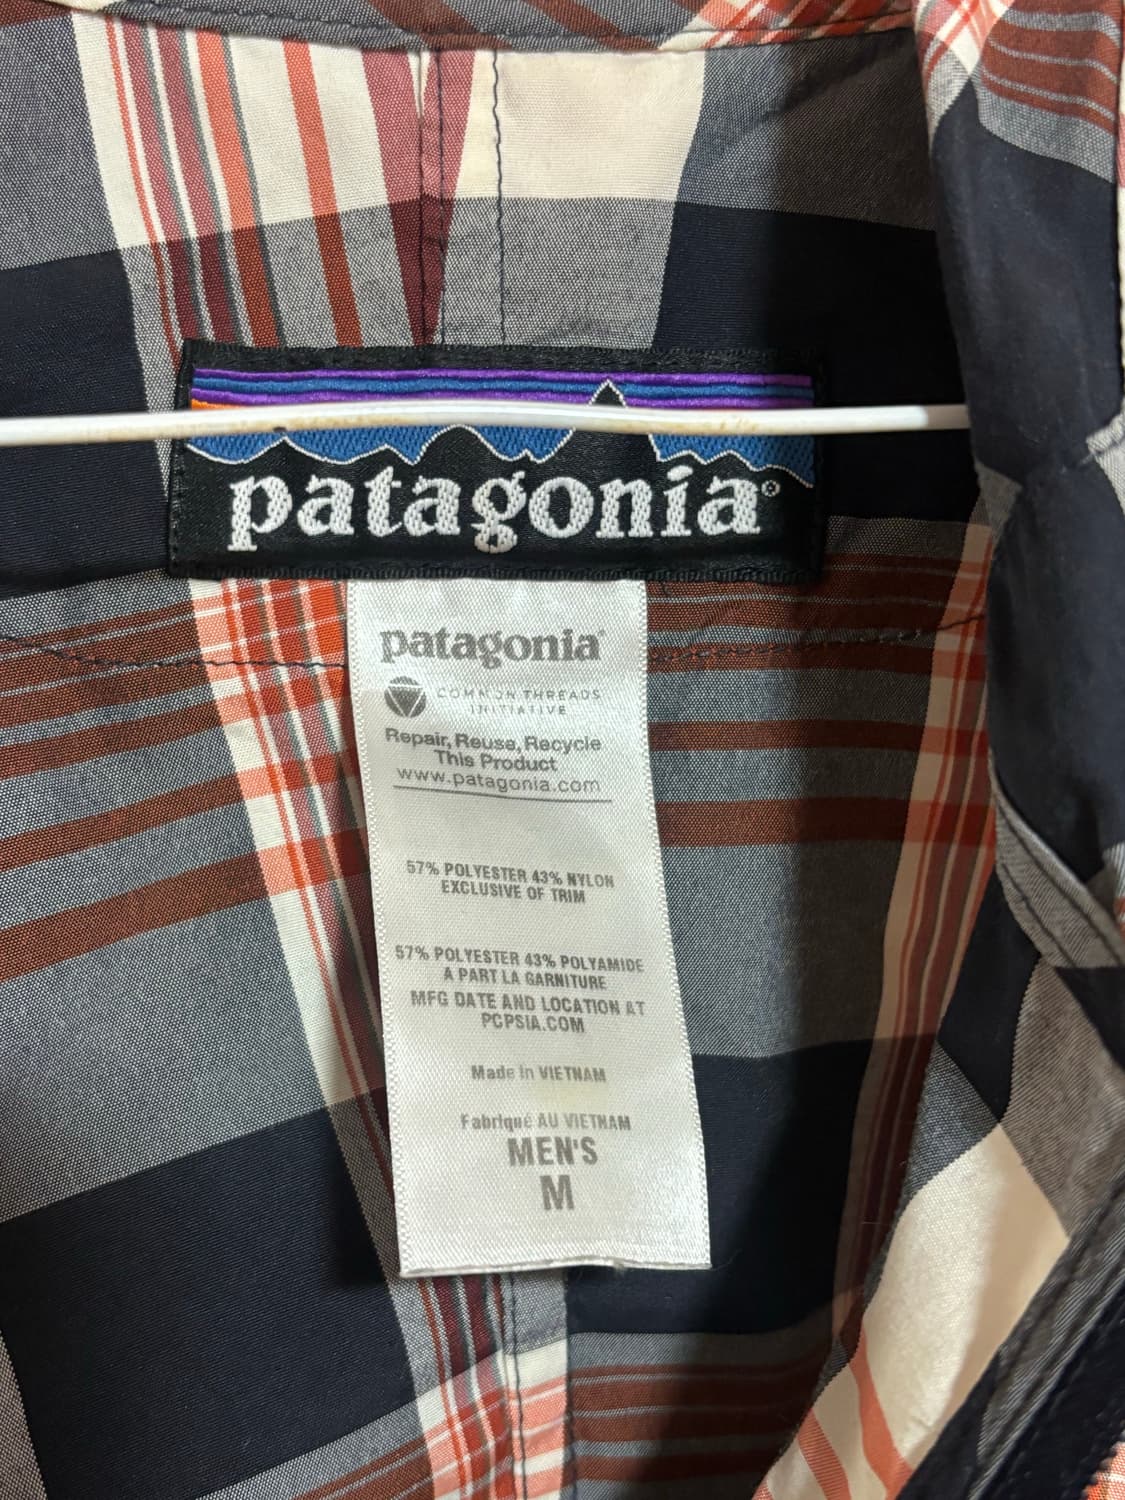 patagonia®
patagonia®
COMMON THREADS
INITIATIVE
Repair, Reuse, Recycle
This Product
www.patagonia.com
57% POLYESTER 43% NYLON
EXCLUSIVE OF TRIM
57% POLYESTER 43% POLYAMIDE
A PART LA GARNITURE
MFG DATE AND LOCATION AT
PCPSIA.COM
Made in VIETNAM
Fabriqué AU VIETNAM
MEN'S
M